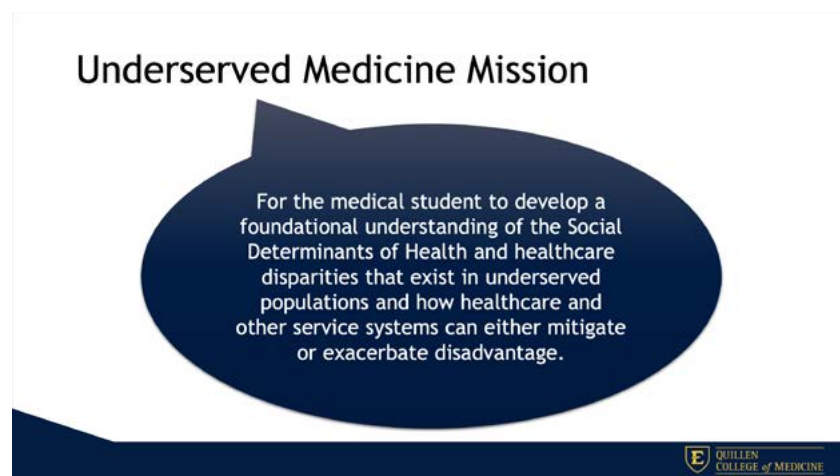 Underserved Medicine Mission
For the medical student to develop a
foundational understanding of the Social
Determinants of Health and healthcare
disparities that exist in underserved
populations and how healthcare and
other service systems can either mitigate
or exacerbate disadvantage.
E
QUILLEN
COLLEGE of MEDICINE